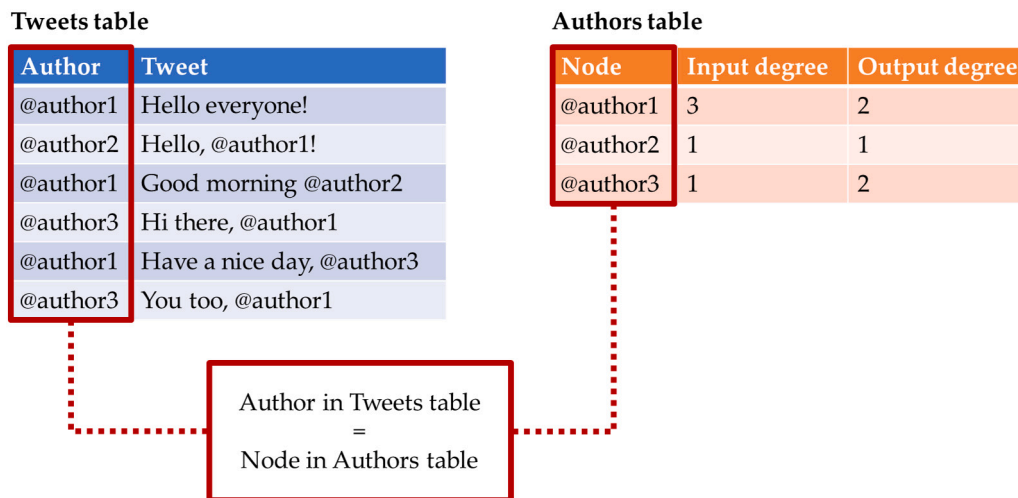 Tweets table
Authors table
Author Tweet
@author1 Hello everyone!
@author2 Hello, @author1!
@author1 Good morning @author2
@author3 Hi there, @author1
@author1 Have a nice day, @author3
@author3 You too, @author1
Node Input degree Output degree
@author1 3 2
@author2 1 1
@author3 1 2
Author in Tweets table
=
Node in Authors table